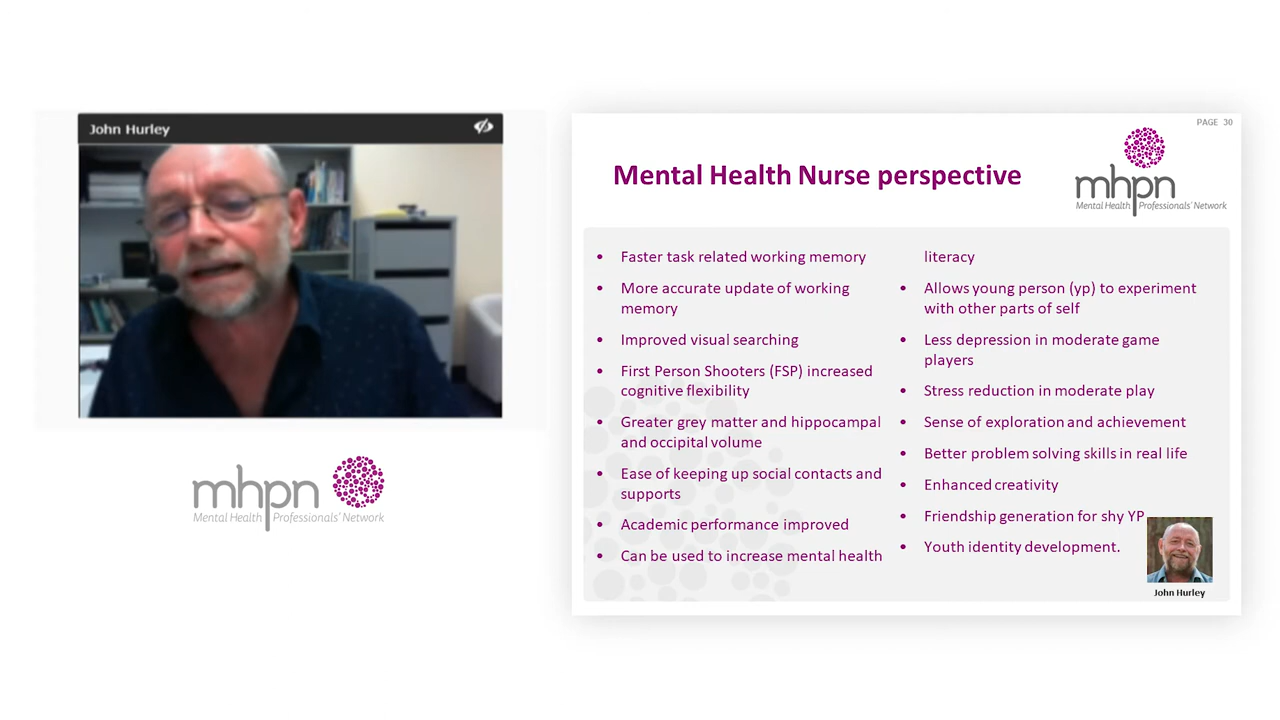 John Hurley
mhpn
Mental Health Professionals' Network
PAGE 30
Mental Health Nurse perspective
mhpn
Mental Health Professionals' Network
• Faster task related working memory
• More accurate update of working
memory
• Improved visual searching
• First Person Shooters (FSP) increased
cognitive flexibility
• Greater grey matter and hippocampal
and occipital volume
• Ease of keeping up social contacts and
supports
• Academic performance improved
• Can be used to increase mental health
literacy
• Allows young person (yp) to experiment
with other parts of self
• Less depression in moderate game
players
• Stress reduction in moderate play
• Sense of exploration and achievement
• Better problem solving skills in real life
• Enhanced creativity
• Friendship generation for shy YP
• Youth identity development.
John Hurley